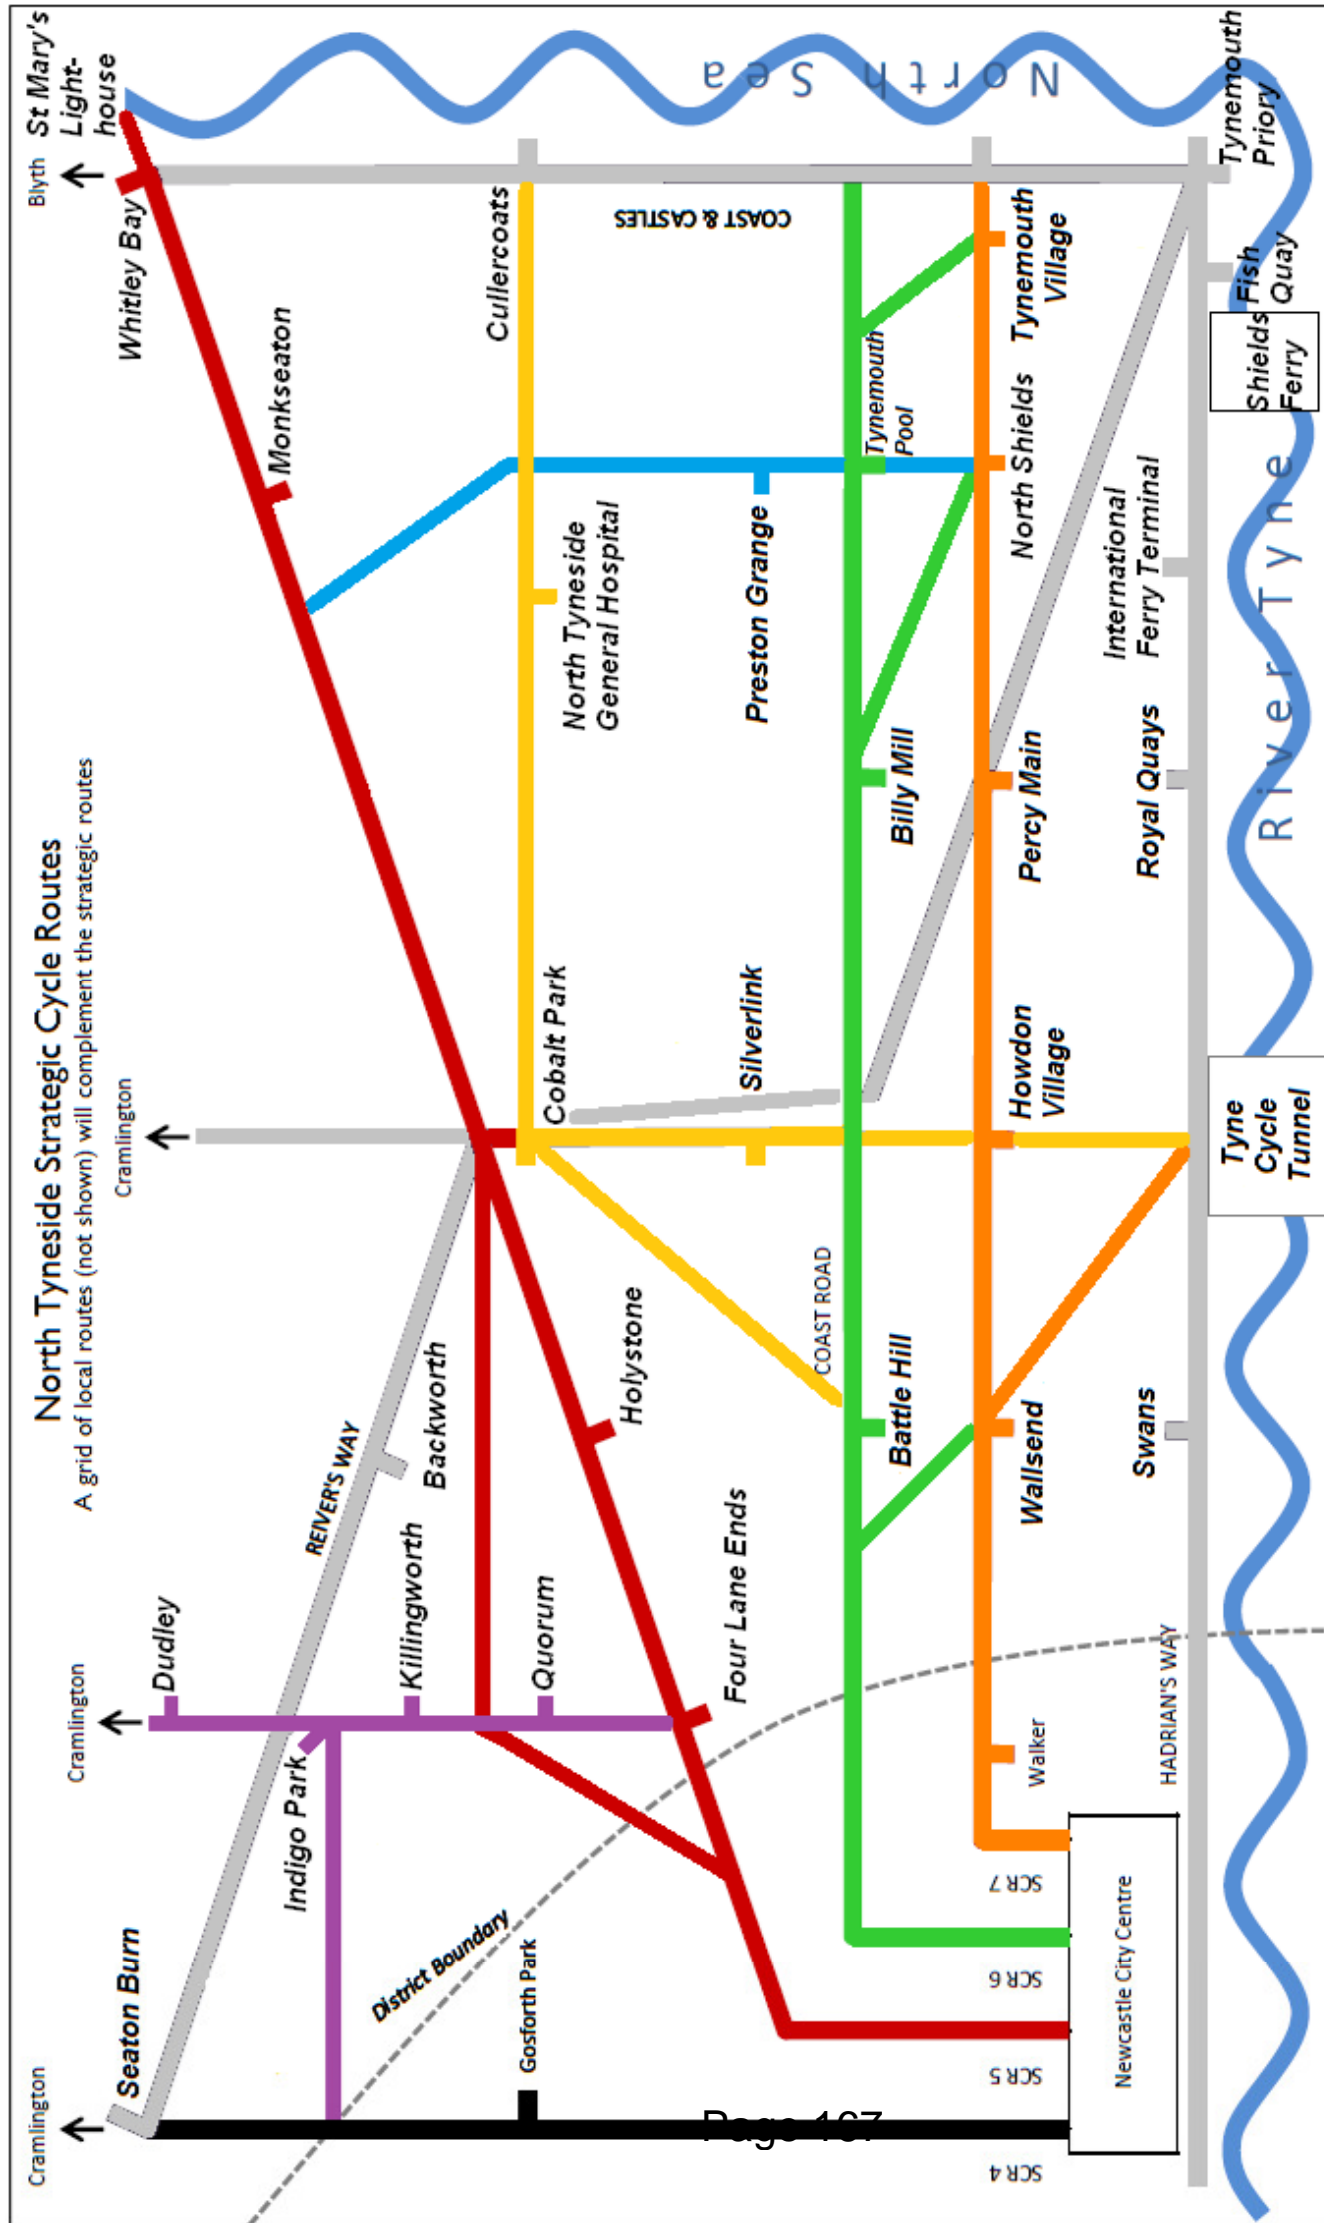 North Tyneside Strategic Cycle Routes
A grid of local routes (not shown) will complement the strategic routes
Cramlington
Cramlington
Cramlington
Blyth
St Mary's
Light-
house
Seaton Burn
Dudley
Whitley Bay
Indigo Park
REIVER'S WAY
Backworth
Monkseaton
Killingworth
Quorum
Cobalt Park
Cullercoats
District Boundary
Gosforth Park
Holystone
North Tyneside
General Hospital
COAST & CASTLES
Four Lane Ends
Silverlink
Preston Grange
North Sea
COAST ROAD
Battle Hill
Billy Mill
Tynemouth
Pool
SCR 4
SCR 5
SCR 6
SCR 7
Walker
Wallsend
Howdon
Village
Percy Main
North Shields
Tynemouth
Village
Newcastle City Centre
HADRIAN'S WAY
Swans
Royal Quays
International
Ferry Terminal
Tyne
Cycle
Tunnel
River Tyne
Shields
Ferry
Fish
Quay
Tynemouth
Priory
Page 167